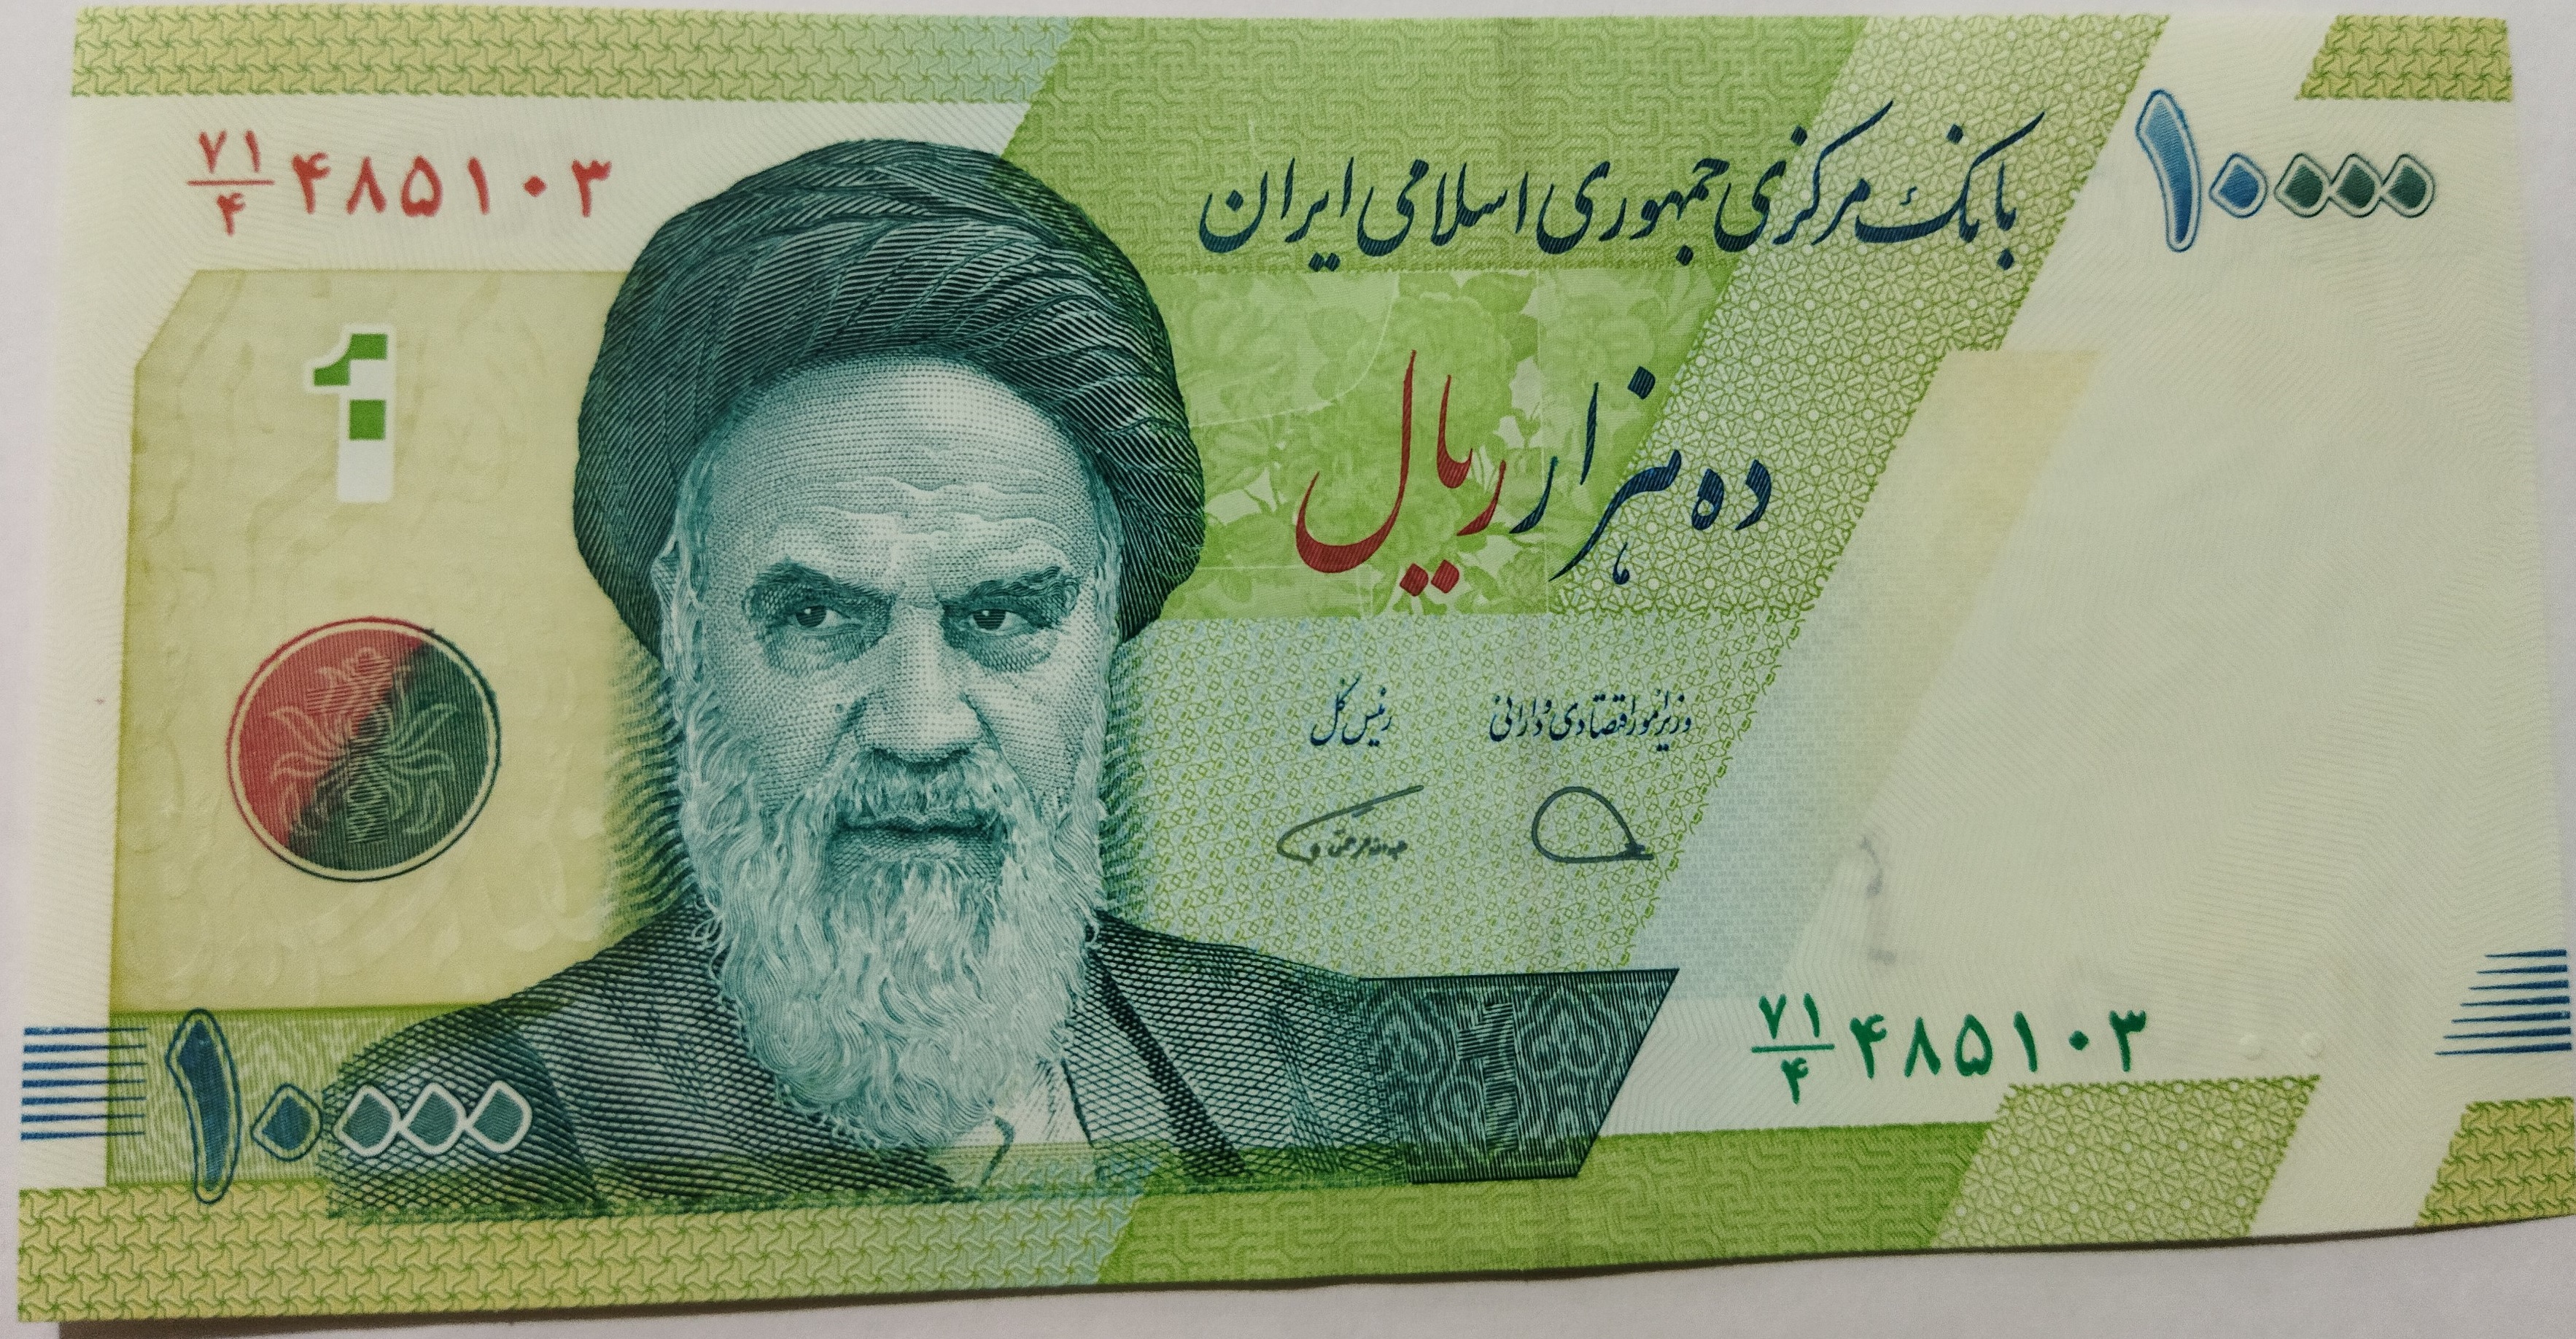 بانک مرکزی جمهوری اسلامی ایران
۱۰۰۰۰
۷۱/۴ ۴۸۵۱۰۳
ده هزار ریال
وزیر امور اقتصادی و دارائی
رئیس کل
۷۱/۴ ۴۸۵۱۰۳
۱۰۰۰۰